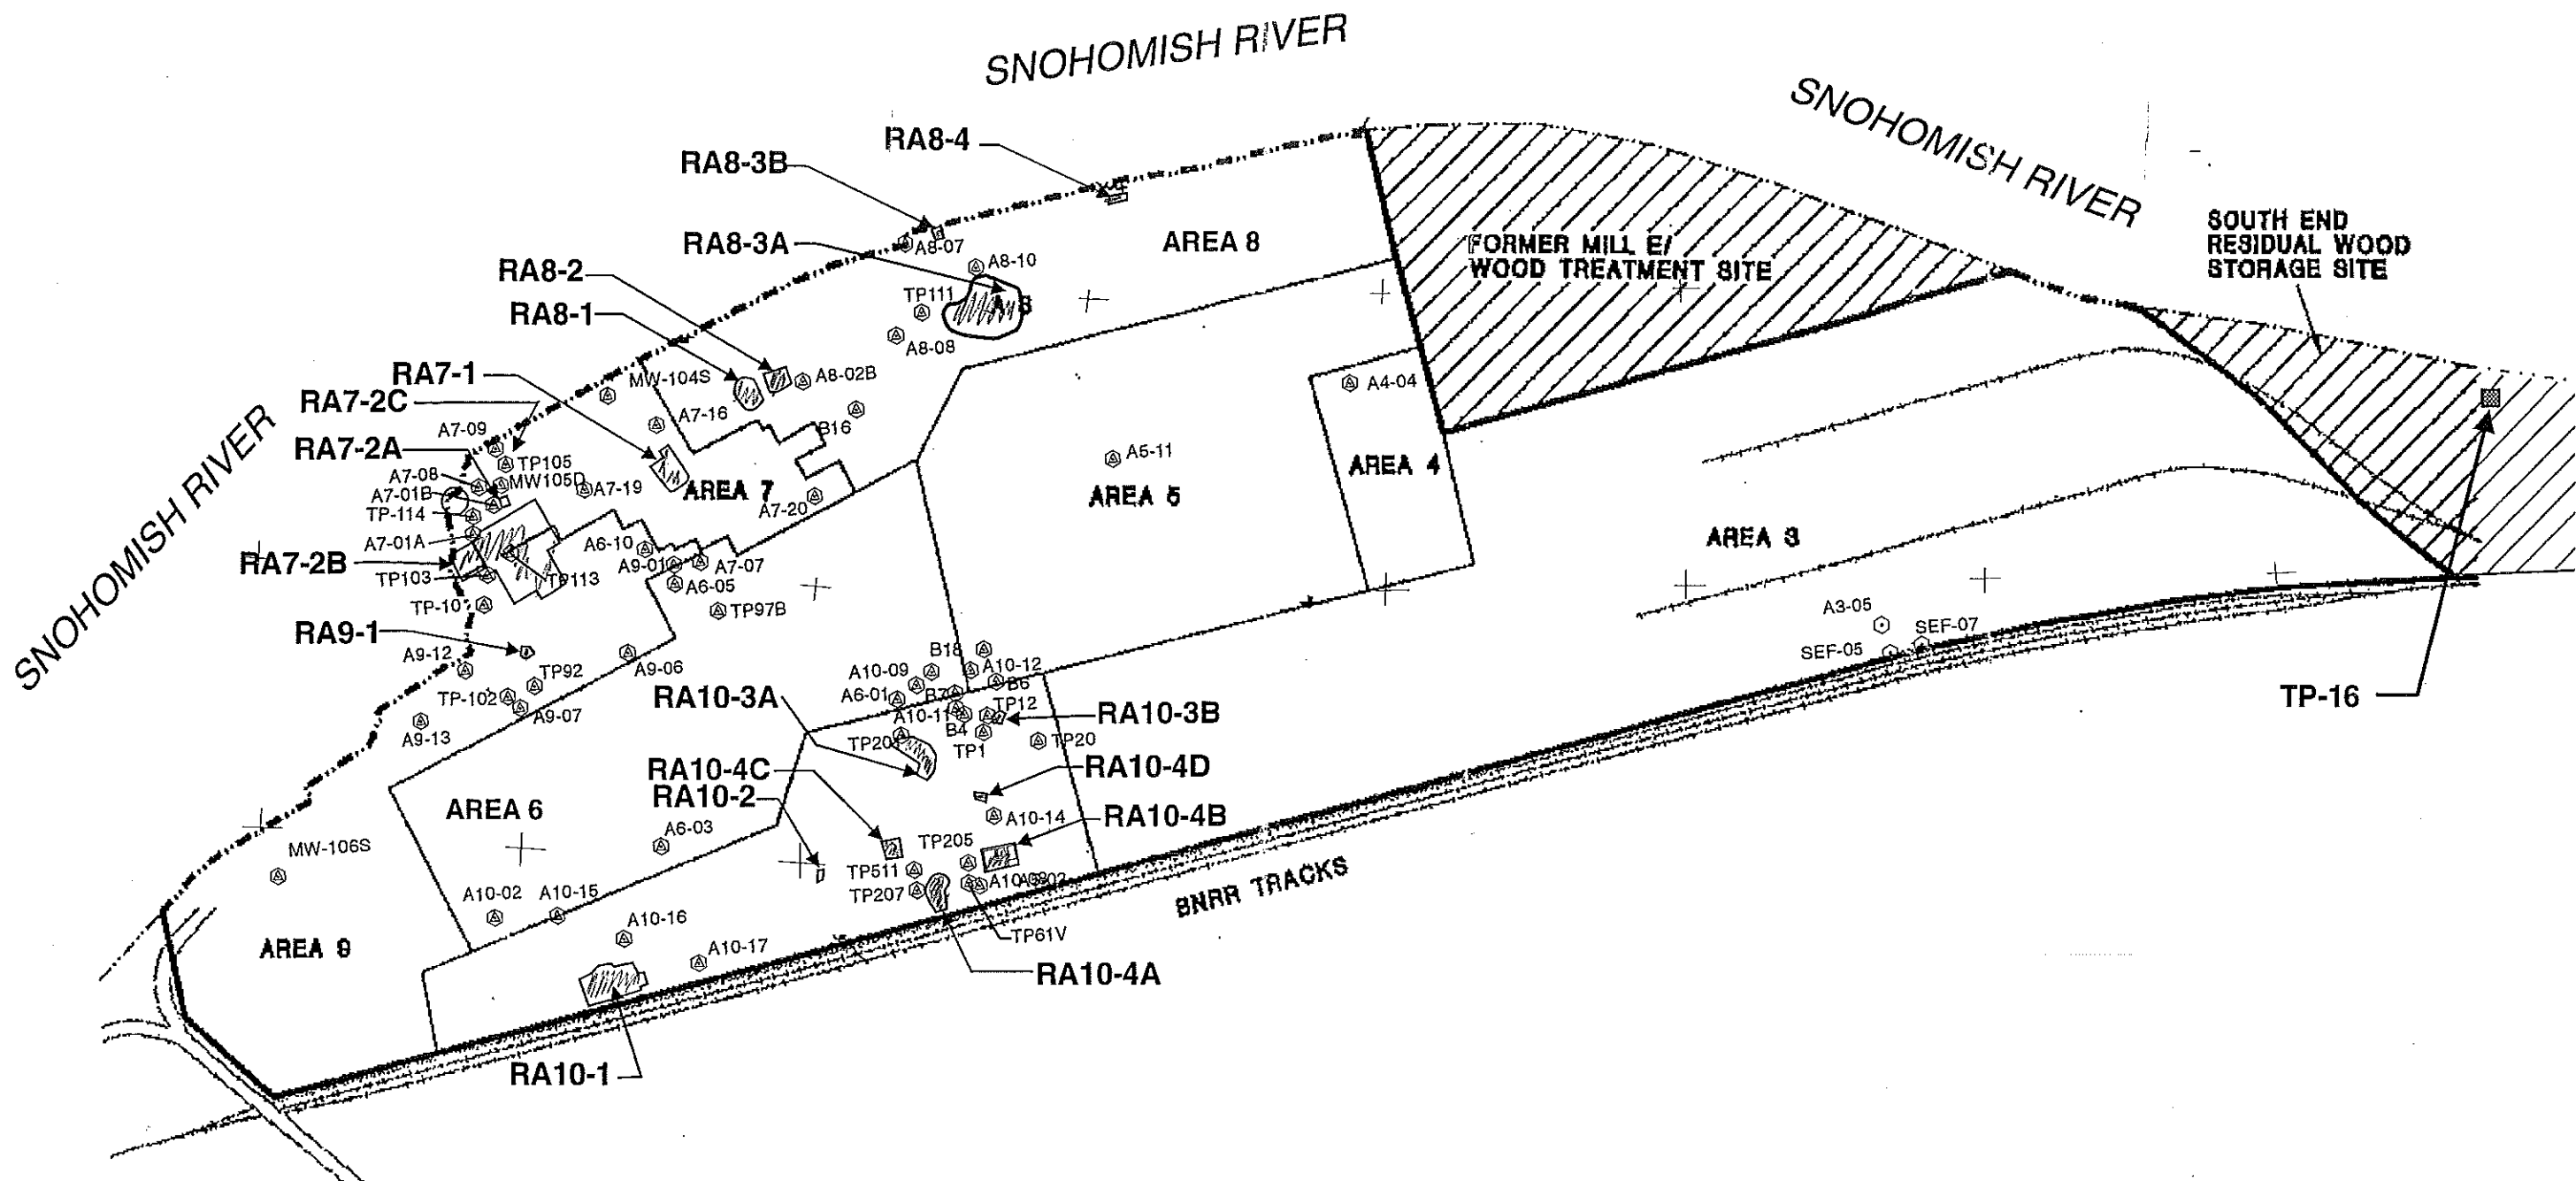 SNOHOMISH RIVER
SNOHOMISH RIVER
SNOHOMISH RIVER
RA8-4
RA8-3B
RA8-3A
RA8-2
RA8-1
RA7-1
RA7-2C
RA7-2A
RA7-2B
RA9-1
A8-07
A8-10
TP111
A8-08
A8-02B
B16
MW-104S
A7-16
A7-09
TP105
A7-08
MW105D
A7-01B
TP-114
A7-19
A7-01A
AREA 7
A7-20
A6-10
A9-01
A7-07
A6-05
TP97B
TP103
TP113
TP-101
AREA 8
FORMER MILL E/
WOOD TREATMENT SITE
SOUTH END
RESIDUAL WOOD
STORAGE SITE
A4-04
AREA 4
A5-11
AREA 5
AREA 3
A3-05
SEF-07
SEF-05
TP-16
A9-12
TP92
TP-102
A9-07
A9-13
A9-06
B18
A10-09
A10-12
A6-01
B7
B6
A10-11
TP12
B4
TP201
TP1
TP20
RA10-3A
RA10-3B
RA10-4C
RA10-4D
RA10-2
RA10-4B
A10-14
TP205
TP511
TP207
TP61V
RA10-4A
AREA 6
A6-03
MW-106S
A10-02
A10-15
A10-16
A10-17
AREA 9
RA10-1
SNRR TRACKS